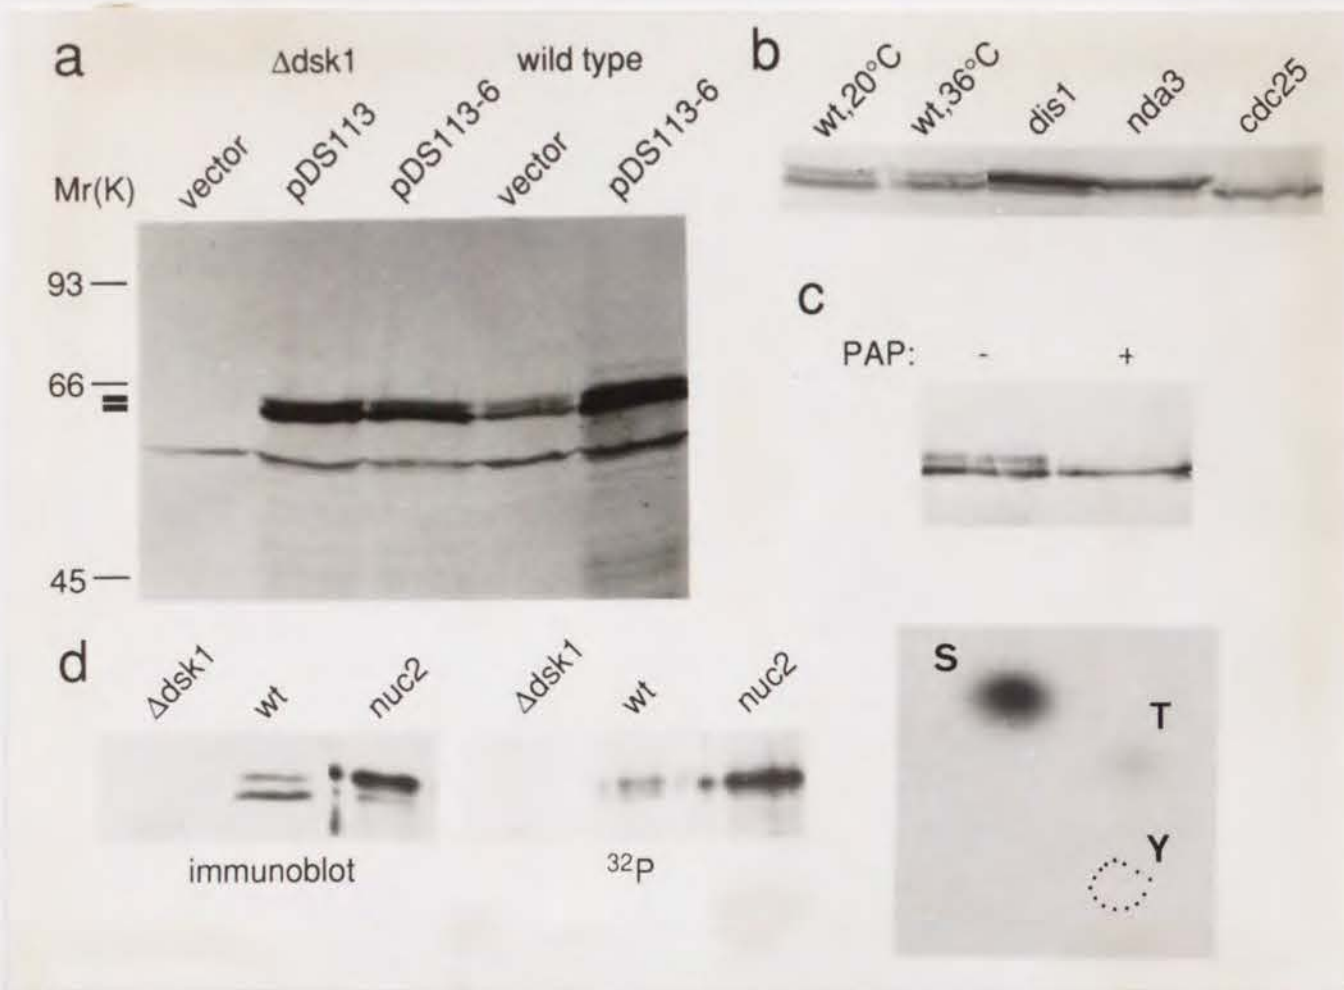 a
Δdsk1 wild type
Mr(K) vector pDS113 pDS113-6 vector pDS113-6
93
66
45
b
wt,20°C wt,36°C dis1 nda3 cdc25
c
PAP: - +
d
Δdsk1 wt nuc2 Δdsk1 wt nuc2
immunoblot 32P
S
T
Y